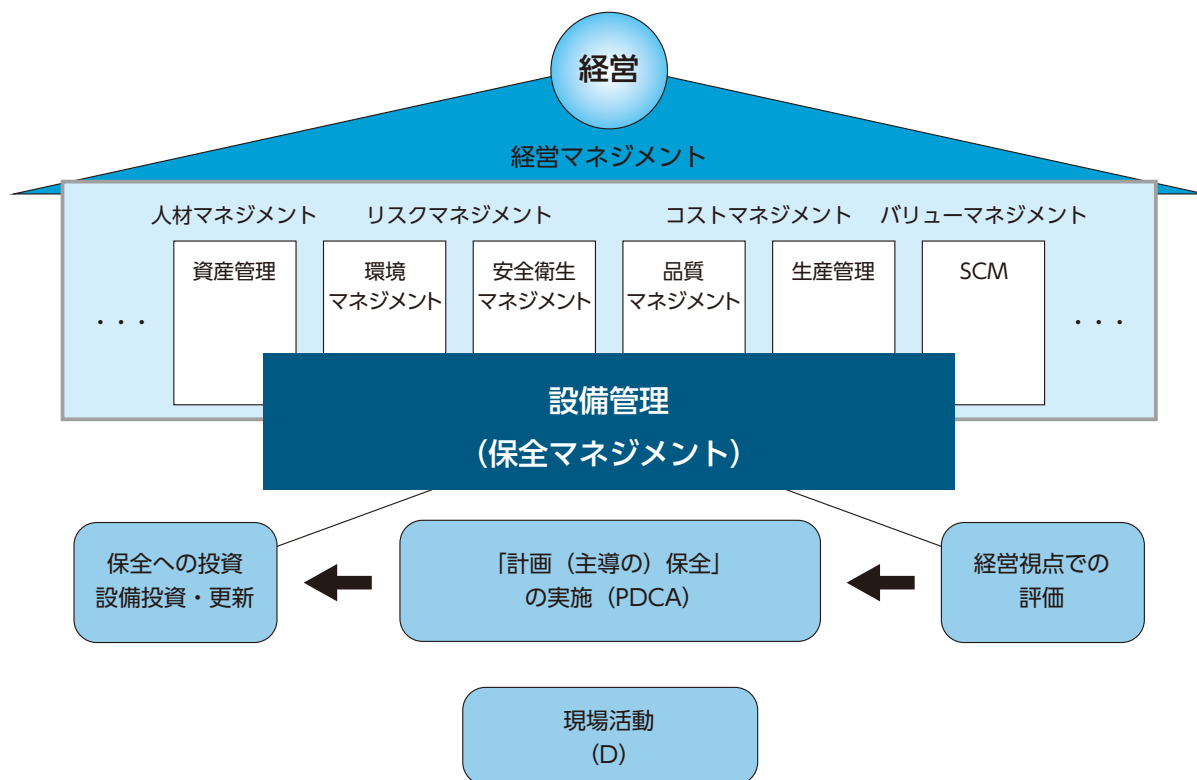 経営
経営マネジメント
人材マネジメント
リスクマネジメント
コストマネジメント
バリューマネジメント
資産管理
環境
マネジメント
安全衛生
マネジメント
品質
マネジメント
生産管理
SCM
・・・
・・・
設備管理
（保全マネジメント）
保全への投資
設備投資・更新
「計画（主導の）保全」
の実施（PDCA）
経営視点での
評価
現場活動
(D)